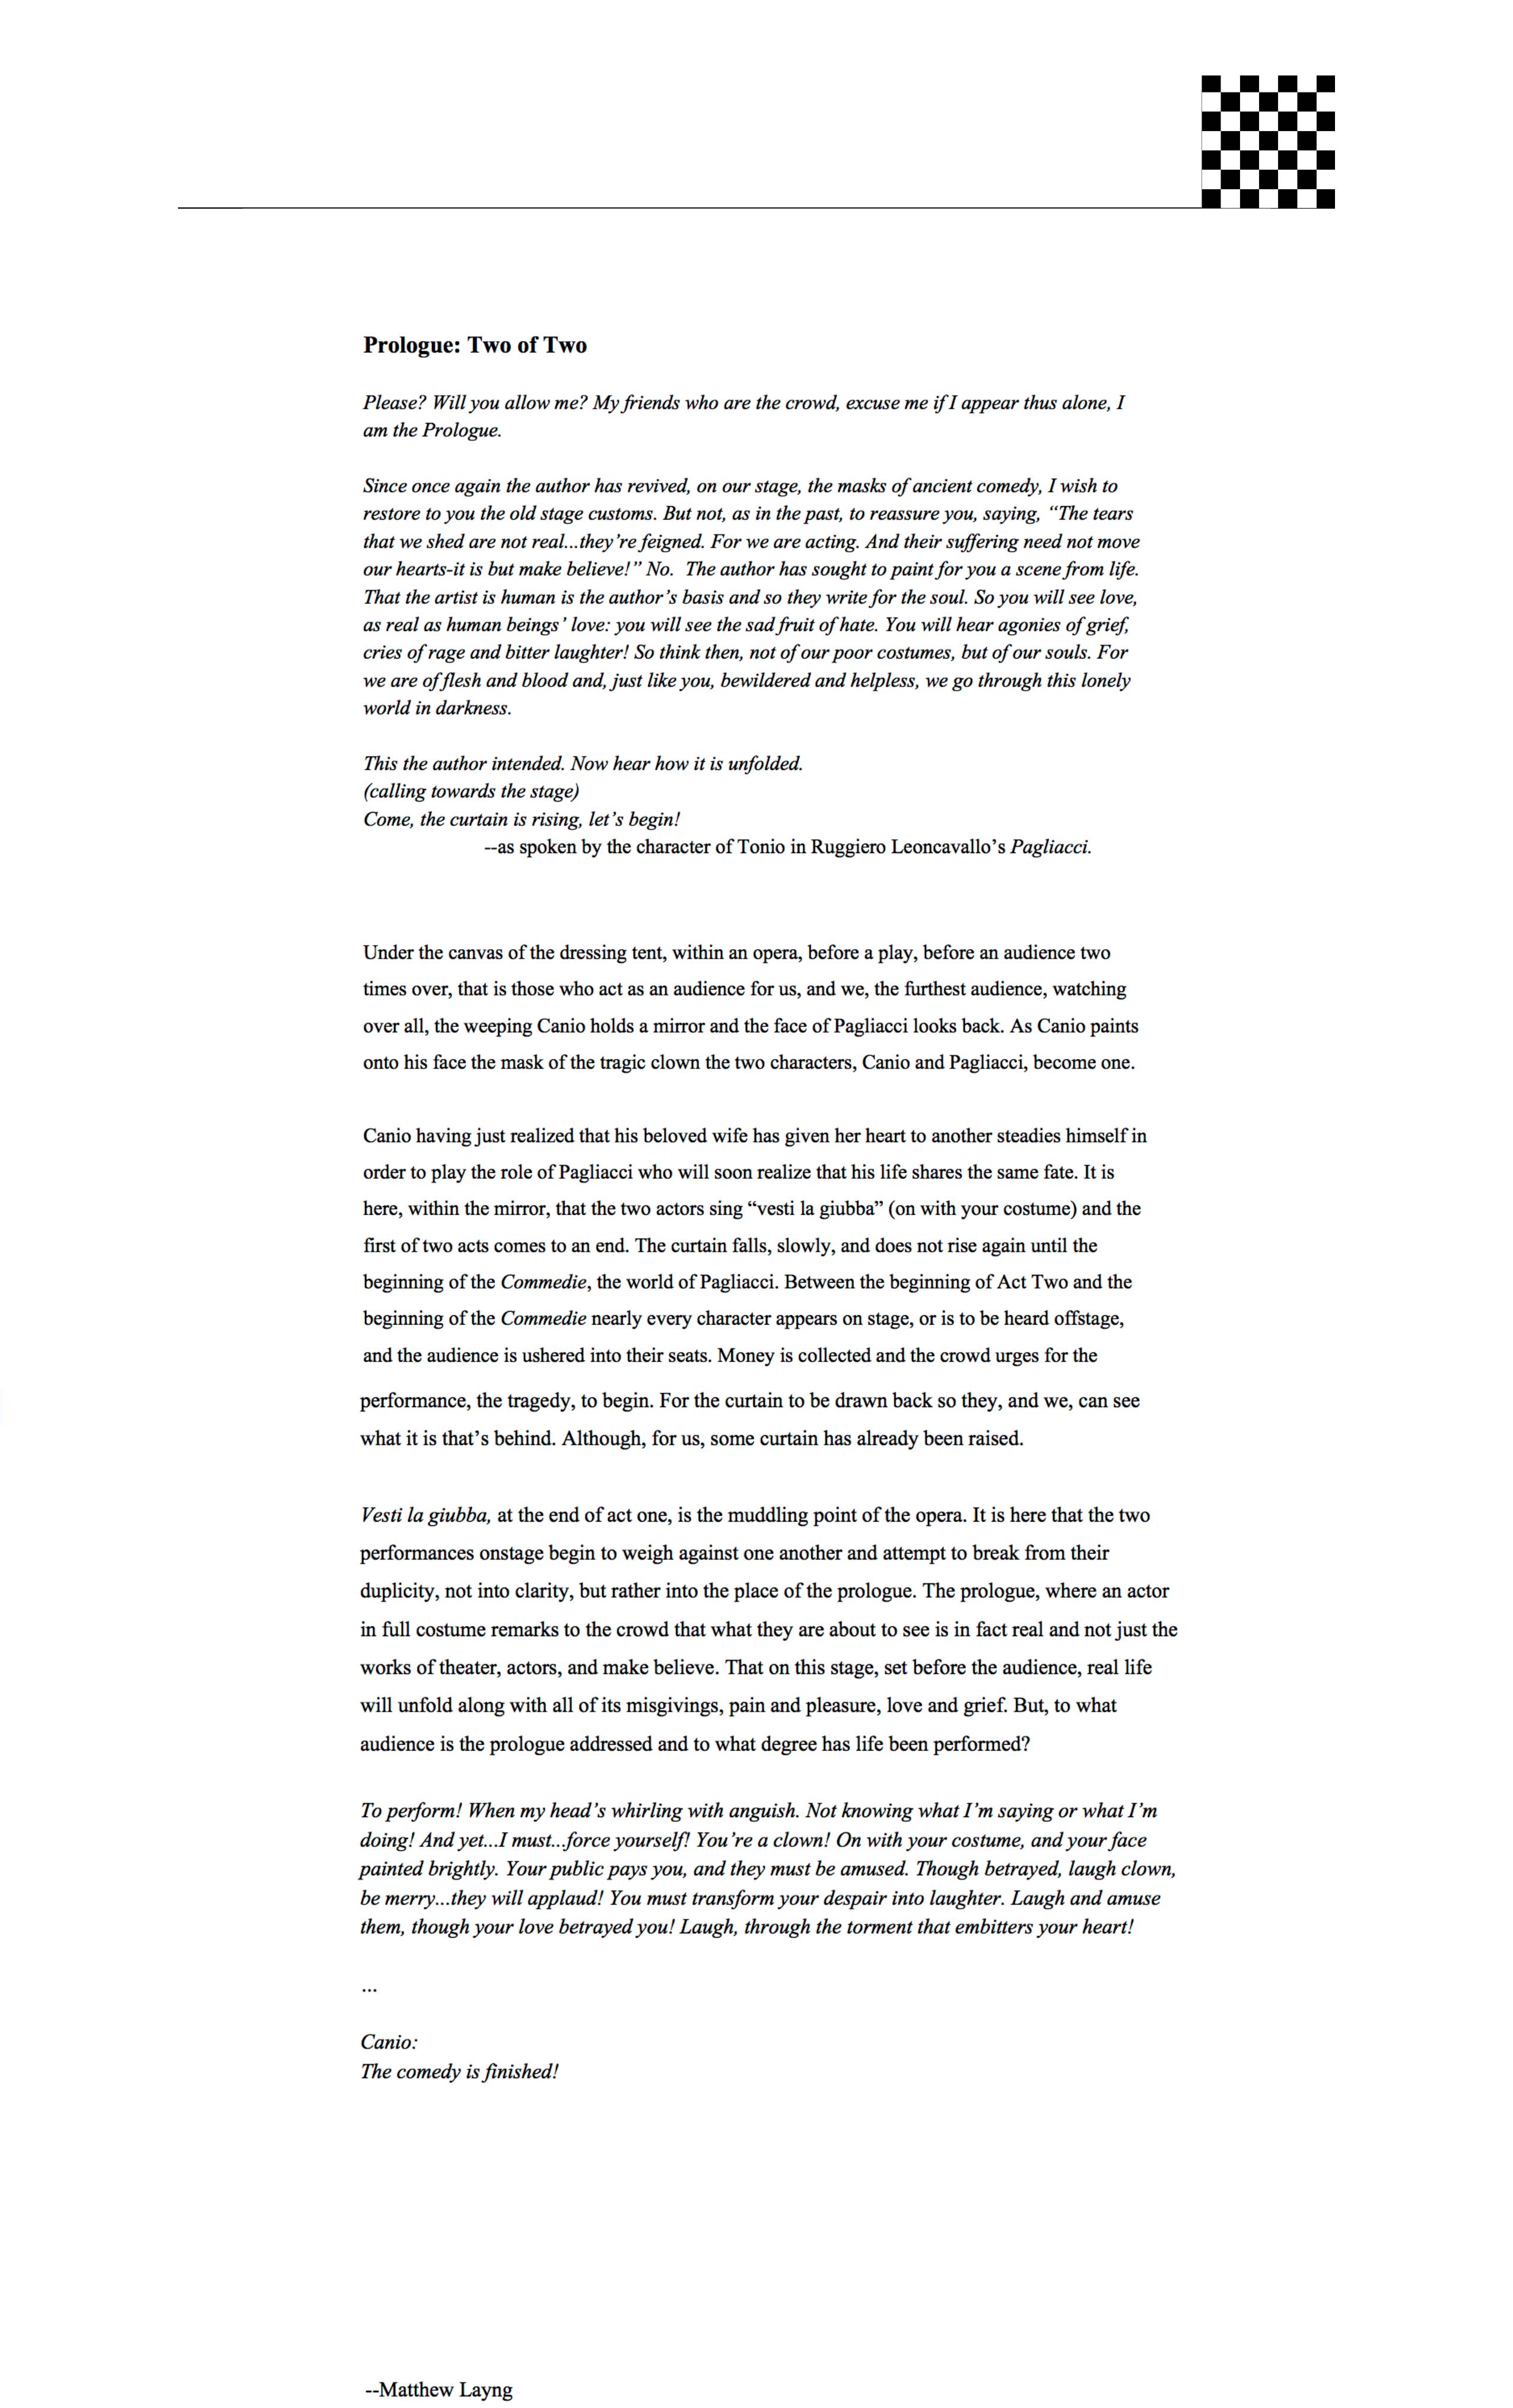 Prologue: Two of Two
Please? Will you allow me? My friends who are the crowd, excuse me if I appear thus alone, I
am the Prologue.
Since once again the author has revived, on our stage, the masks of ancient comedy, I wish to
restore to you the old stage customs. But not, as in the past, to reassure you, saying, “The tears
that we shed are not real...they’re feigned. For we are acting. And their suffering need not move
our hearts-it is but make believe!” No.  The author has sought to paint for you a scene from life.
That the artist is human is the author’s basis and so they write for the soul. So you will see love,
as real as human beings’ love: you will see the sad fruit of hate. You will hear agonies of grief,
cries of rage and bitter laughter! So think then, not of our poor costumes, but of our souls. For
we are of flesh and blood and, just like you, bewildered and helpless, we go through this lonely
world in darkness.
This the author intended. Now hear how it is unfolded.
(calling towards the stage)
Come, the curtain is rising, let’s begin!
--as spoken by the character of Tonio in Ruggiero Leoncavallo’s Pagliacci.
Under the canvas of the dressing tent, within an opera, before a play, before an audience two
times over, that is those who act as an audience for us, and we, the furthest audience, watching
over all, the weeping Canio holds a mirror and the face of Pagliacci looks back. As Canio paints
onto his face the mask of the tragic clown the two characters, Canio and Pagliacci, become one.
Canio having just realized that his beloved wife has given her heart to another steadies himself in
order to play the role of Pagliacci who will soon realize that his life shares the same fate. It is
here, within the mirror, that the two actors sing “vesti la giubba” (on with your costume) and the
first of two acts comes to an end. The curtain falls, slowly, and does not rise again until the
beginning of the Commedie, the world of Pagliacci. Between the beginning of Act Two and the
beginning of the Commedie nearly every character appears on stage, or is to be heard offstage,
and the audience is ushered into their seats. Money is collected and the crowd urges for the
performance, the tragedy, to begin. For the curtain to be drawn back so they, and we, can see
what it is that’s behind. Although, for us, some curtain has already been raised.
Vesti la giubba, at the end of act one, is the muddling point of the opera. It is here that the two
performances onstage begin to weigh against one another and attempt to break from their
duplicity, not into clarity, but rather into the place of the prologue. The prologue, where an actor
in full costume remarks to the crowd that what they are about to see is in fact real and not just the
works of theater, actors, and make believe. That on this stage, set before the audience, real life
will unfold along with all of its misgivings, pain and pleasure, love and grief. But, to what
audience is the prologue addressed and to what degree has life been performed?
To perform! When my head’s whirling with anguish. Not knowing what I’m saying or what I’m
doing! And yet...I must...force yourself! You’re a clown! On with your costume, and your face
painted brightly. Your public pays you, and they must be amused. Though betrayed, laugh clown,
be merry...they will applaud! You must transform your despair into laughter. Laugh and amuse
them, though your love betrayed you! Laugh, through the torment that embitters your heart!
...
Canio:
The comedy is finished!
--Matthew Layng